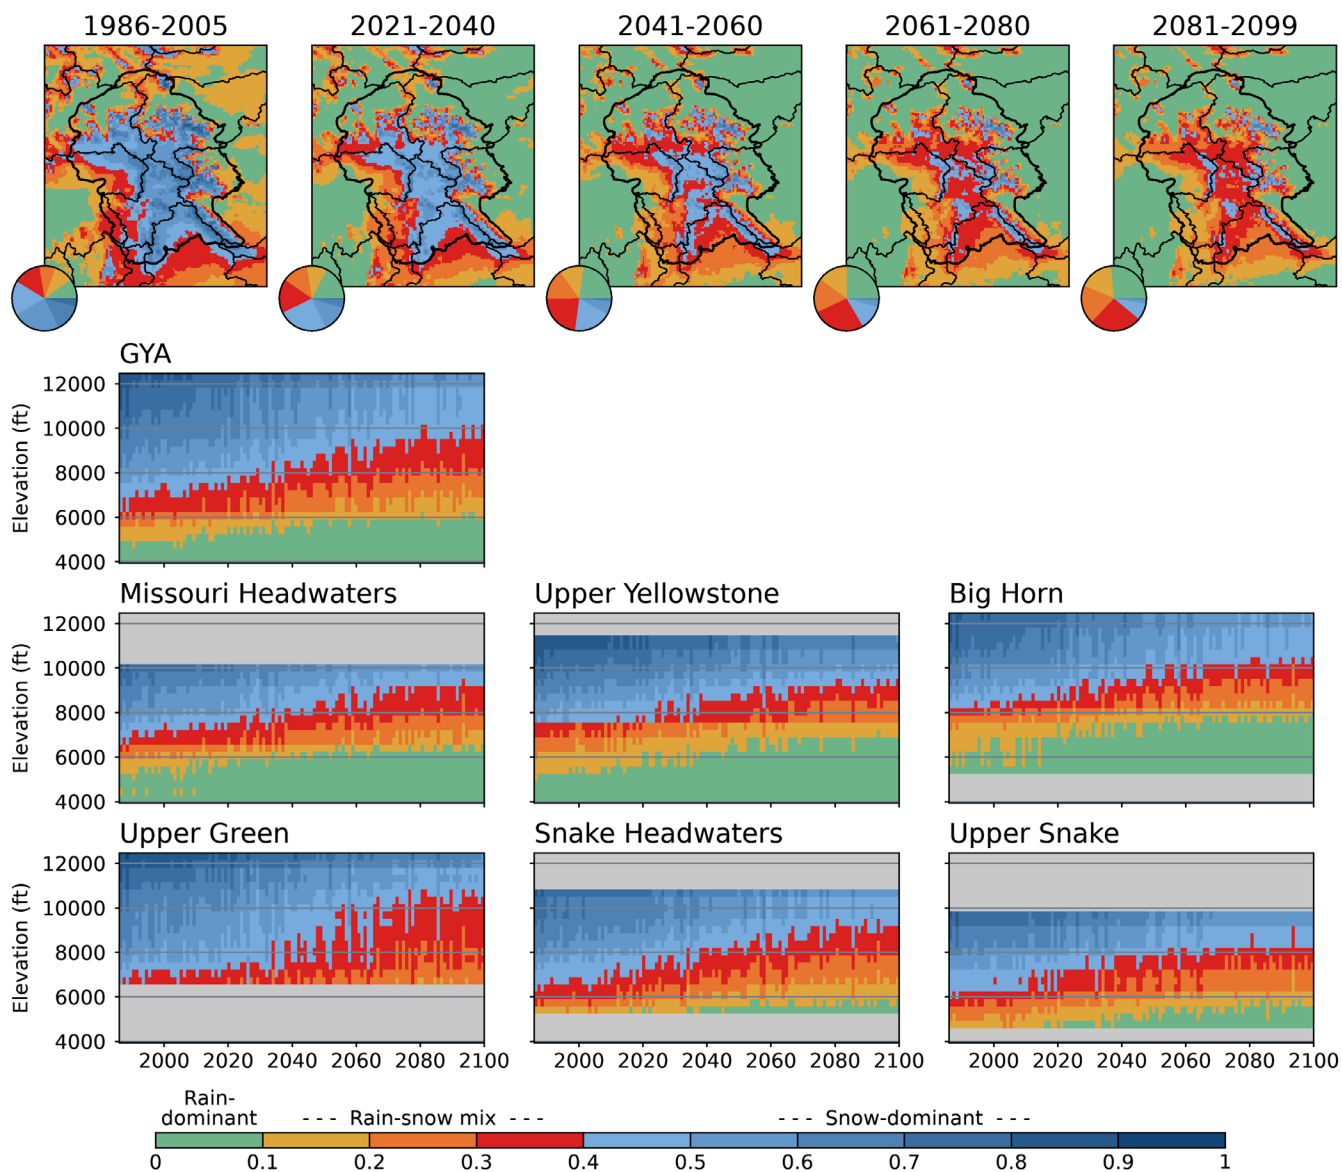 1986-2005 2021-2040 2041-2060 2061-2080 2081-2099
GYA
12000
10000
8000
6000
4000
Elevation (ft)
Missouri Headwaters Upper Yellowstone Big Horn
12000
10000
8000
6000
4000
Elevation (ft)
Upper Green Snake Headwaters Upper Snake
12000
10000
8000
6000
4000
Elevation (ft)
2000 2020 2040 2060 2080 2100 2000 2020 2040 2060 2080 2100 2000 2020 2040 2060 2080 2100
Rain-
dominant - - - Rain-snow mix - - - - - - Snow-dominant - - -
0 0.1 0.2 0.3 0.4 0.5 0.6 0.7 0.8 0.9 1